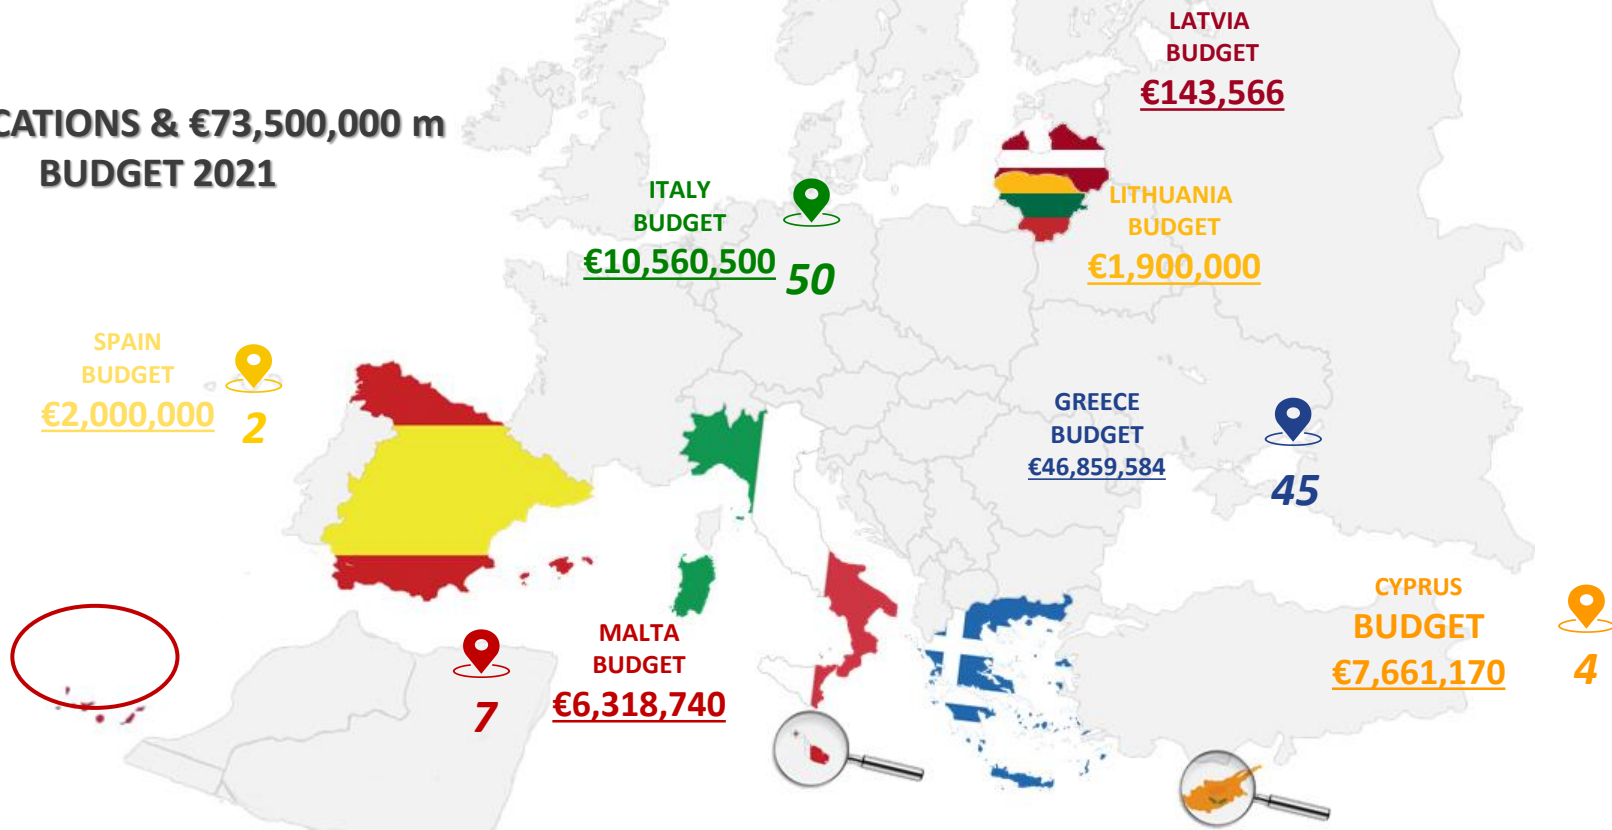 LATVIA
BUDGET
€143,566
CATIONS & €73,500,000 m
BUDGET 2021
ITALY
BUDGET
€10,560,500
50
LITHUANIA
BUDGET
€1,900,000
SPAIN
BUDGET
€2,000,000
2
GREECE
BUDGET
€46,859,584
45
CYPRUS
BUDGET
€7,661,170
4
MALTA
BUDGET
€6,318,740
7